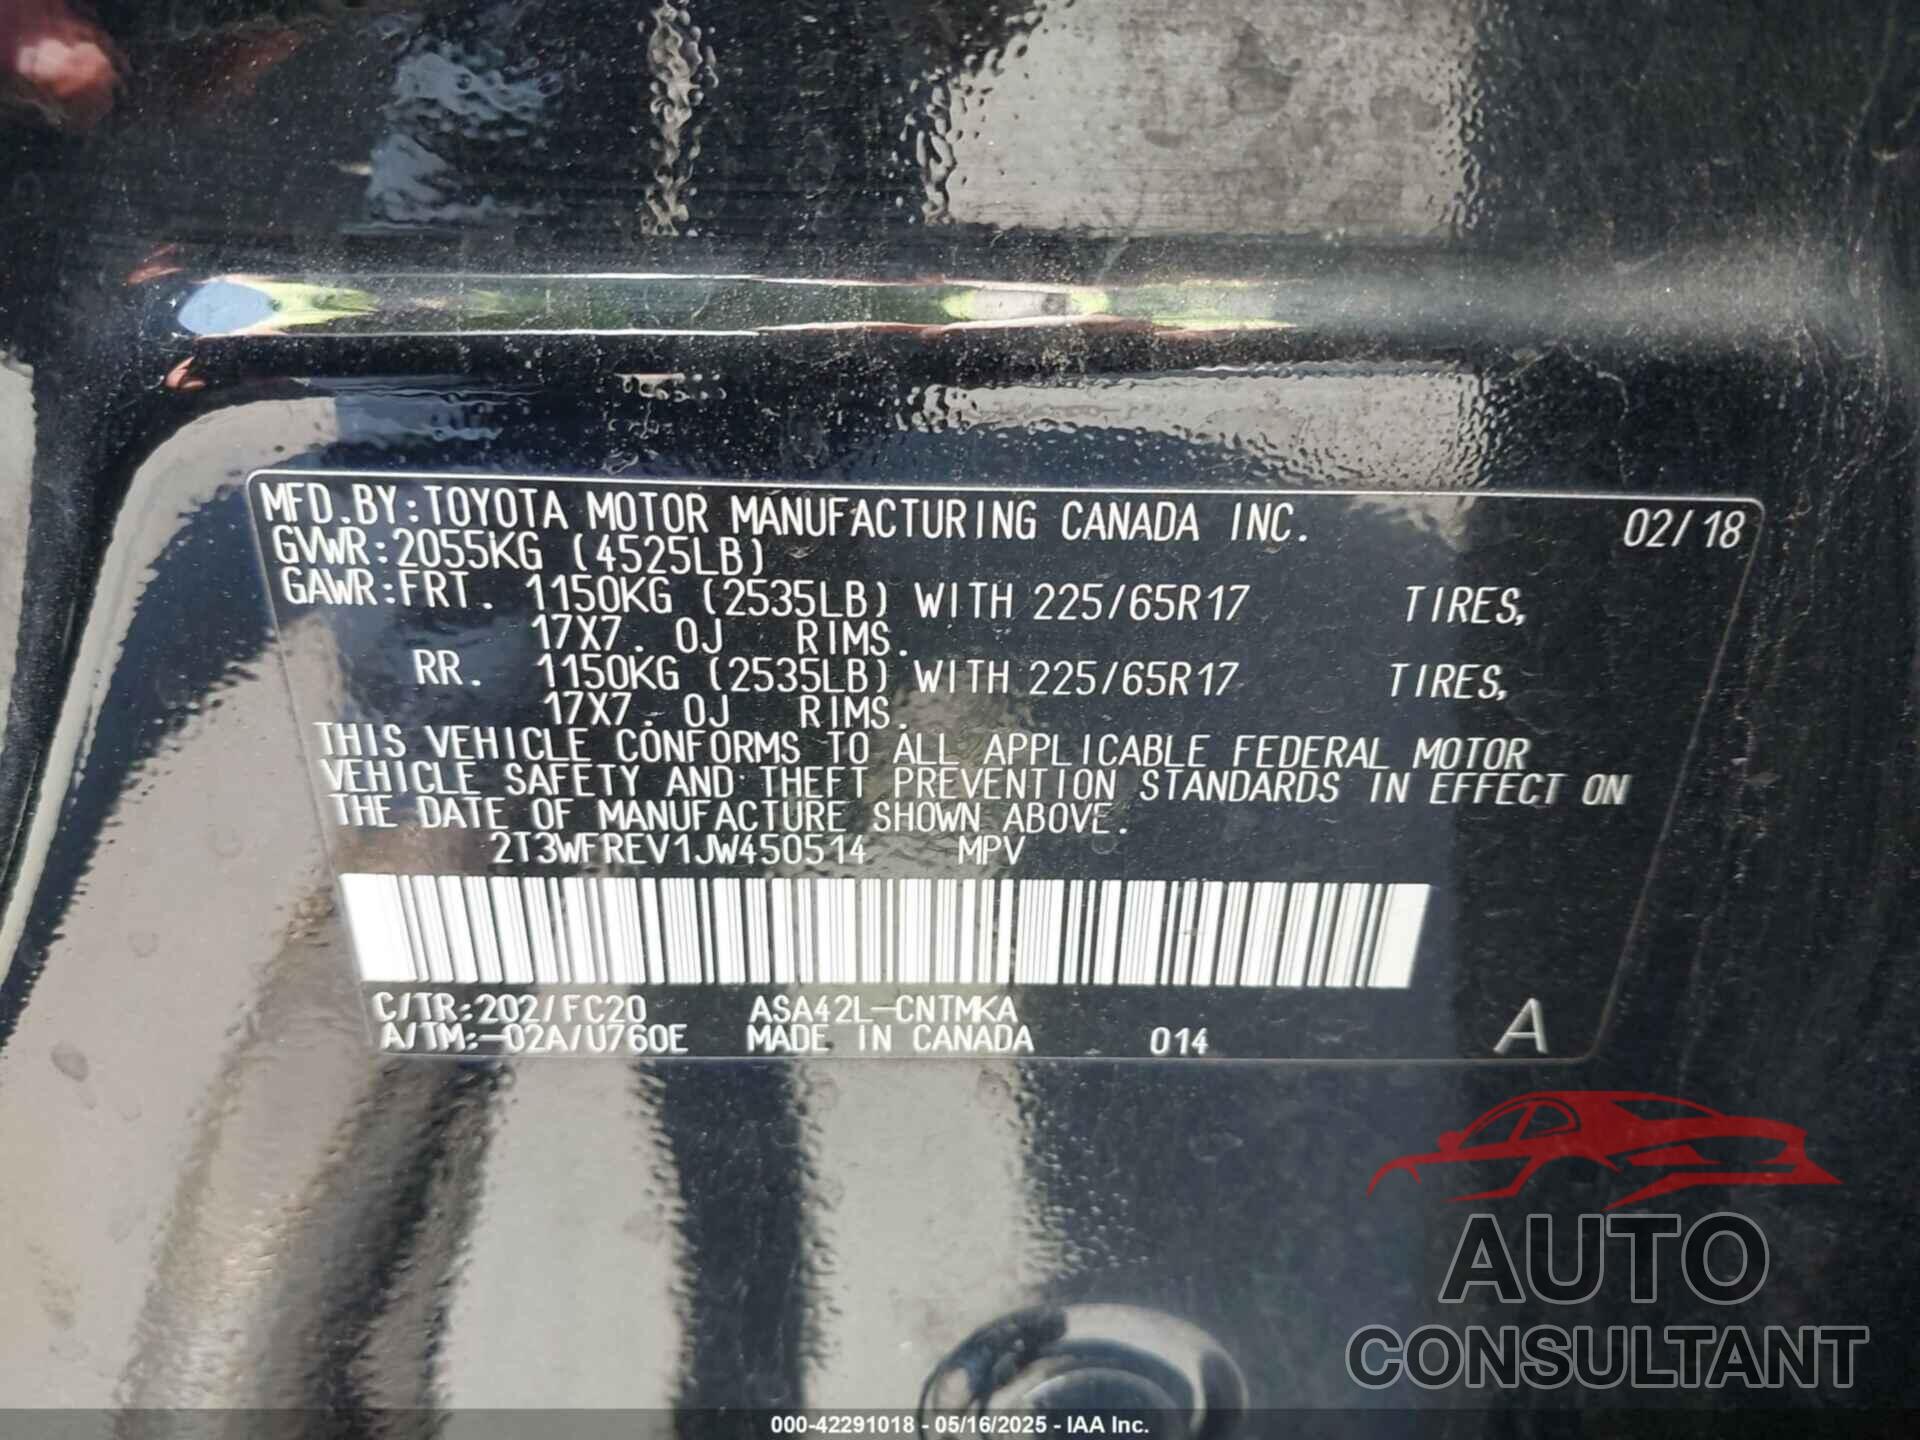 MFD.BY:TOYOTA MOTOR MANUFACTURING CANADA INC. 02/18
GVWR:2055KG (4525LB)
GAWR:FRT. 1150KG (2535LB) WITH 225/65R17 TIRES,
17X7.0J RIMS.
RR. 1150KG (2535LB) WITH 225/65R17 TIRES,
17X7.0J RIMS.
THIS VEHICLE CONFORMS TO ALL APPLICABLE FEDERAL MOTOR
VEHICLE SAFETY AND THEFT PREVENTION STANDARDS IN EFFECT ON
THE DATE OF MANUFACTURE SHOWN ABOVE.
2T3WFREV1JW450514 MPV
C/TR:202/FC20 ASA42L-CNTMKA
A/TM:-02A/U760E MADE IN CANADA 014 A
AUTO
CONSULTANT
000-42291018 - 05/16/2025 - IAA Inc.